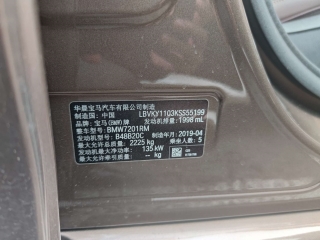 华晨宝马汽车有限公司制造
制造国：中国 LBVKY1103KSS55199
品牌：宝马(BMW)牌 发动机排量：1998 mL
整车型号：BMW7201RM
发动机型号：B48B20C 制造年月：2019-04
最大允许总质量：2225 kg 乘坐人数：5
发动机最大净功率：135 kW
最大允许牵引质量：－／－ kg